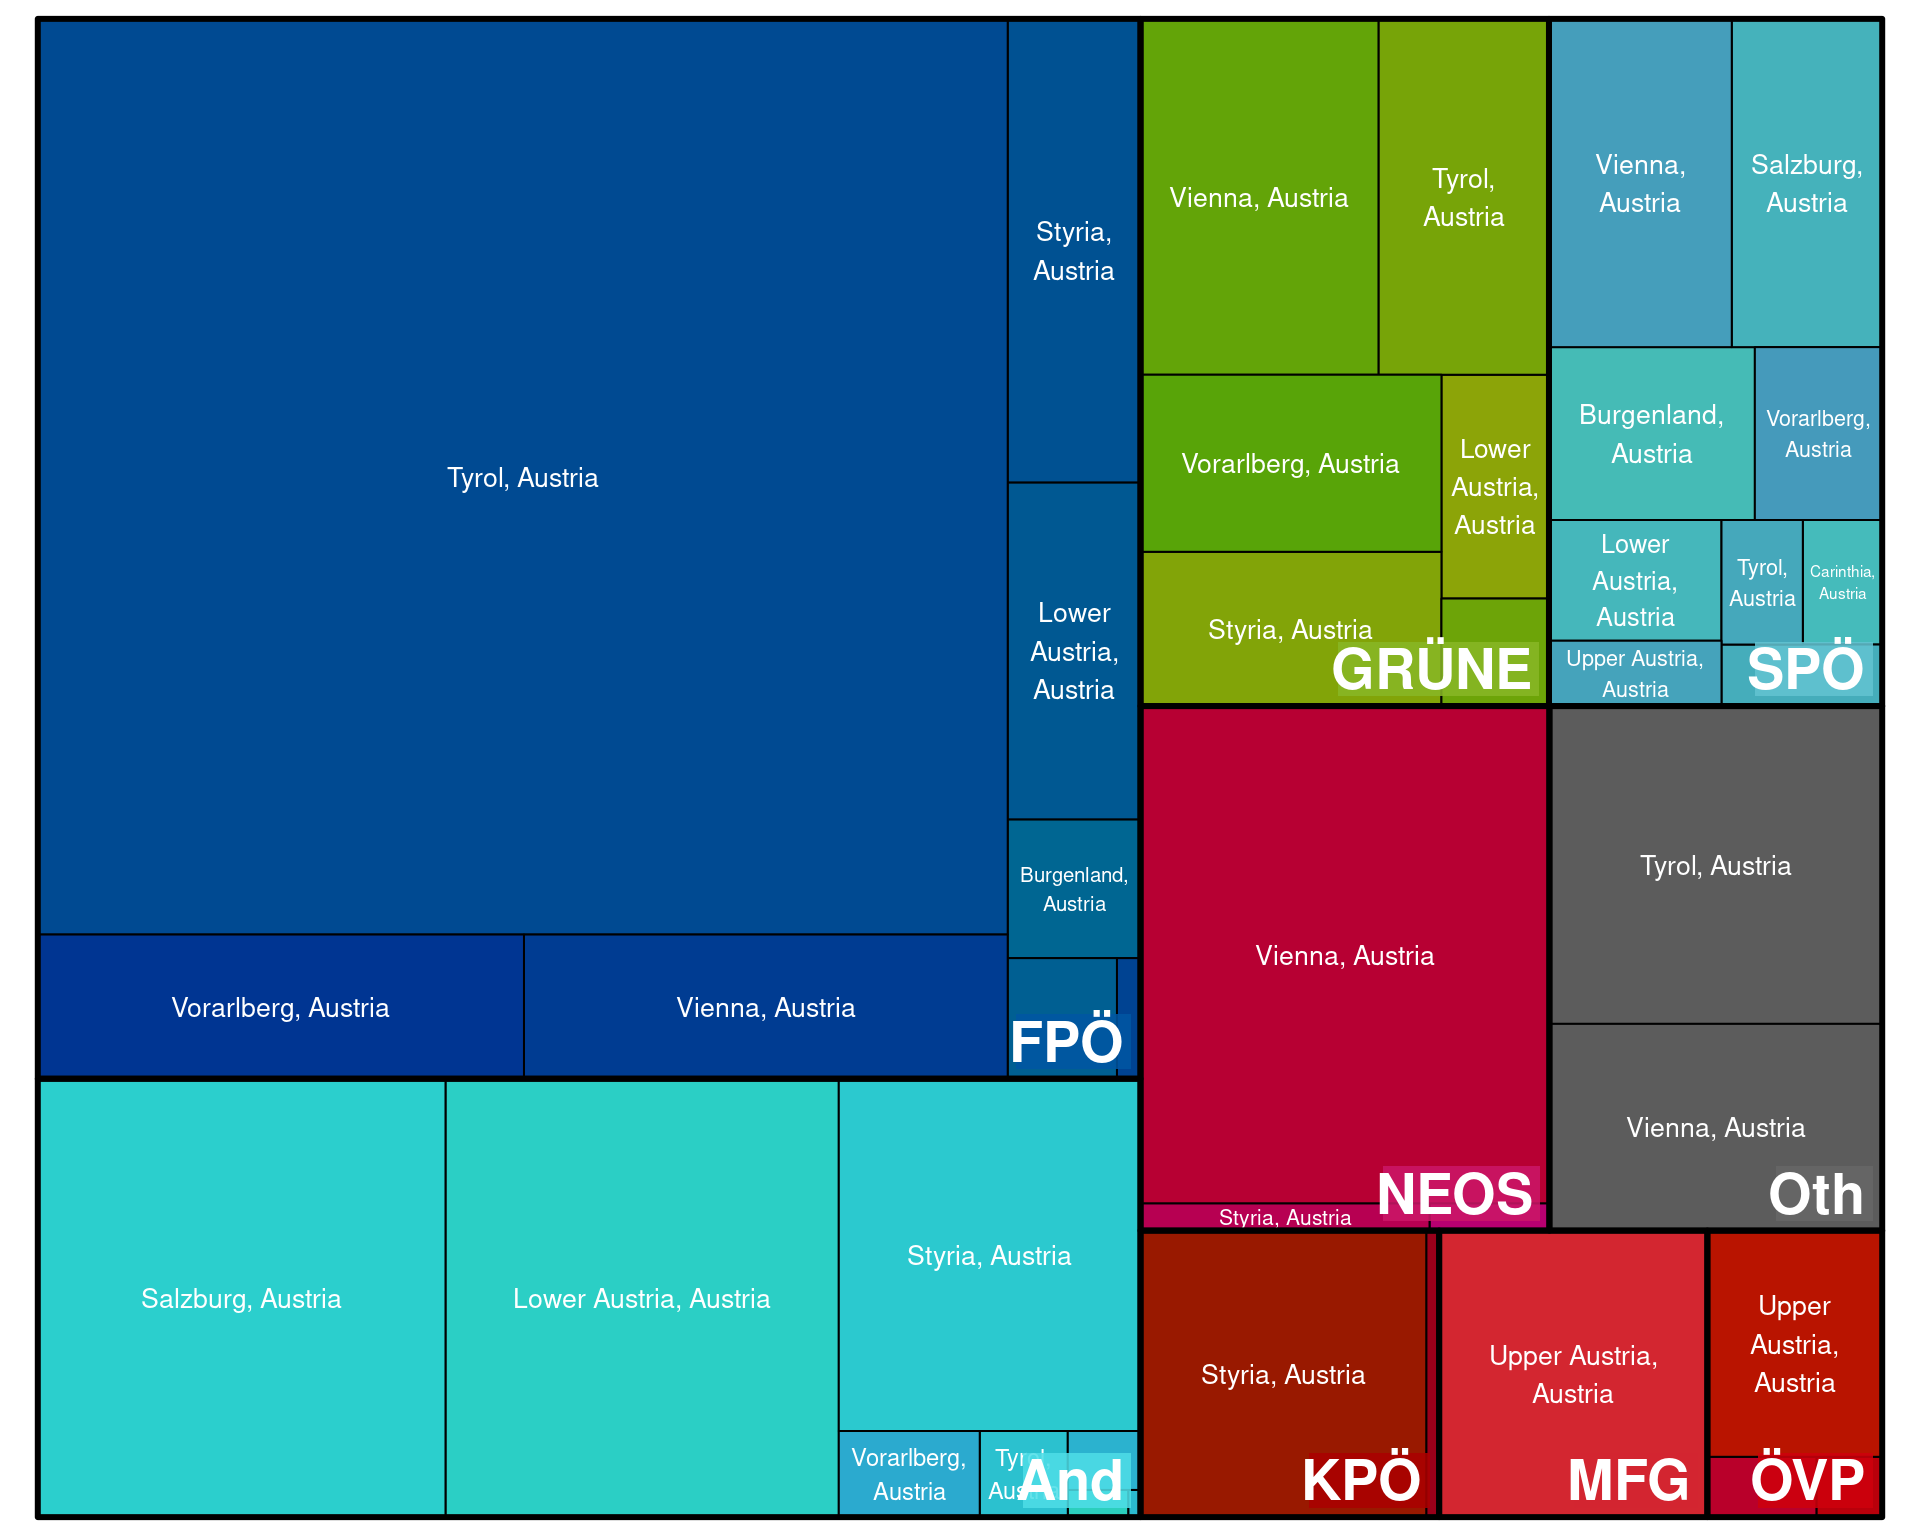 Tyrol, Austria
Styria,
Austria
Lower
Austria,
Austria
Burgenland,
Austria
Vorarlberg, Austria
Vienna, Austria
FPÖ
Salzburg, Austria
Lower Austria, Austria
Styria, Austria
Vorarlberg,
Austria
Tyrol,
Austria
And
Vienna, Austria
Tyrol,
Austria
Vorarlberg, Austria
Lower
Austria,
Austria
Styria, Austria
GRÜNE
Vienna,
Austria
Salzburg,
Austria
Burgenland,
Austria
Vorarlberg,
Austria
Lower
Austria,
Austria
Tyrol,
Austria
Carinthia,
Austria
Upper Austria,
Austria
SPÖ
Vienna, Austria
Styria, Austria
NEOS
Tyrol, Austria
Vienna, Austria
Oth
Styria, Austria
KPÖ
Upper Austria,
Austria
MFG
Upper
Austria,
Austria
ÖVP